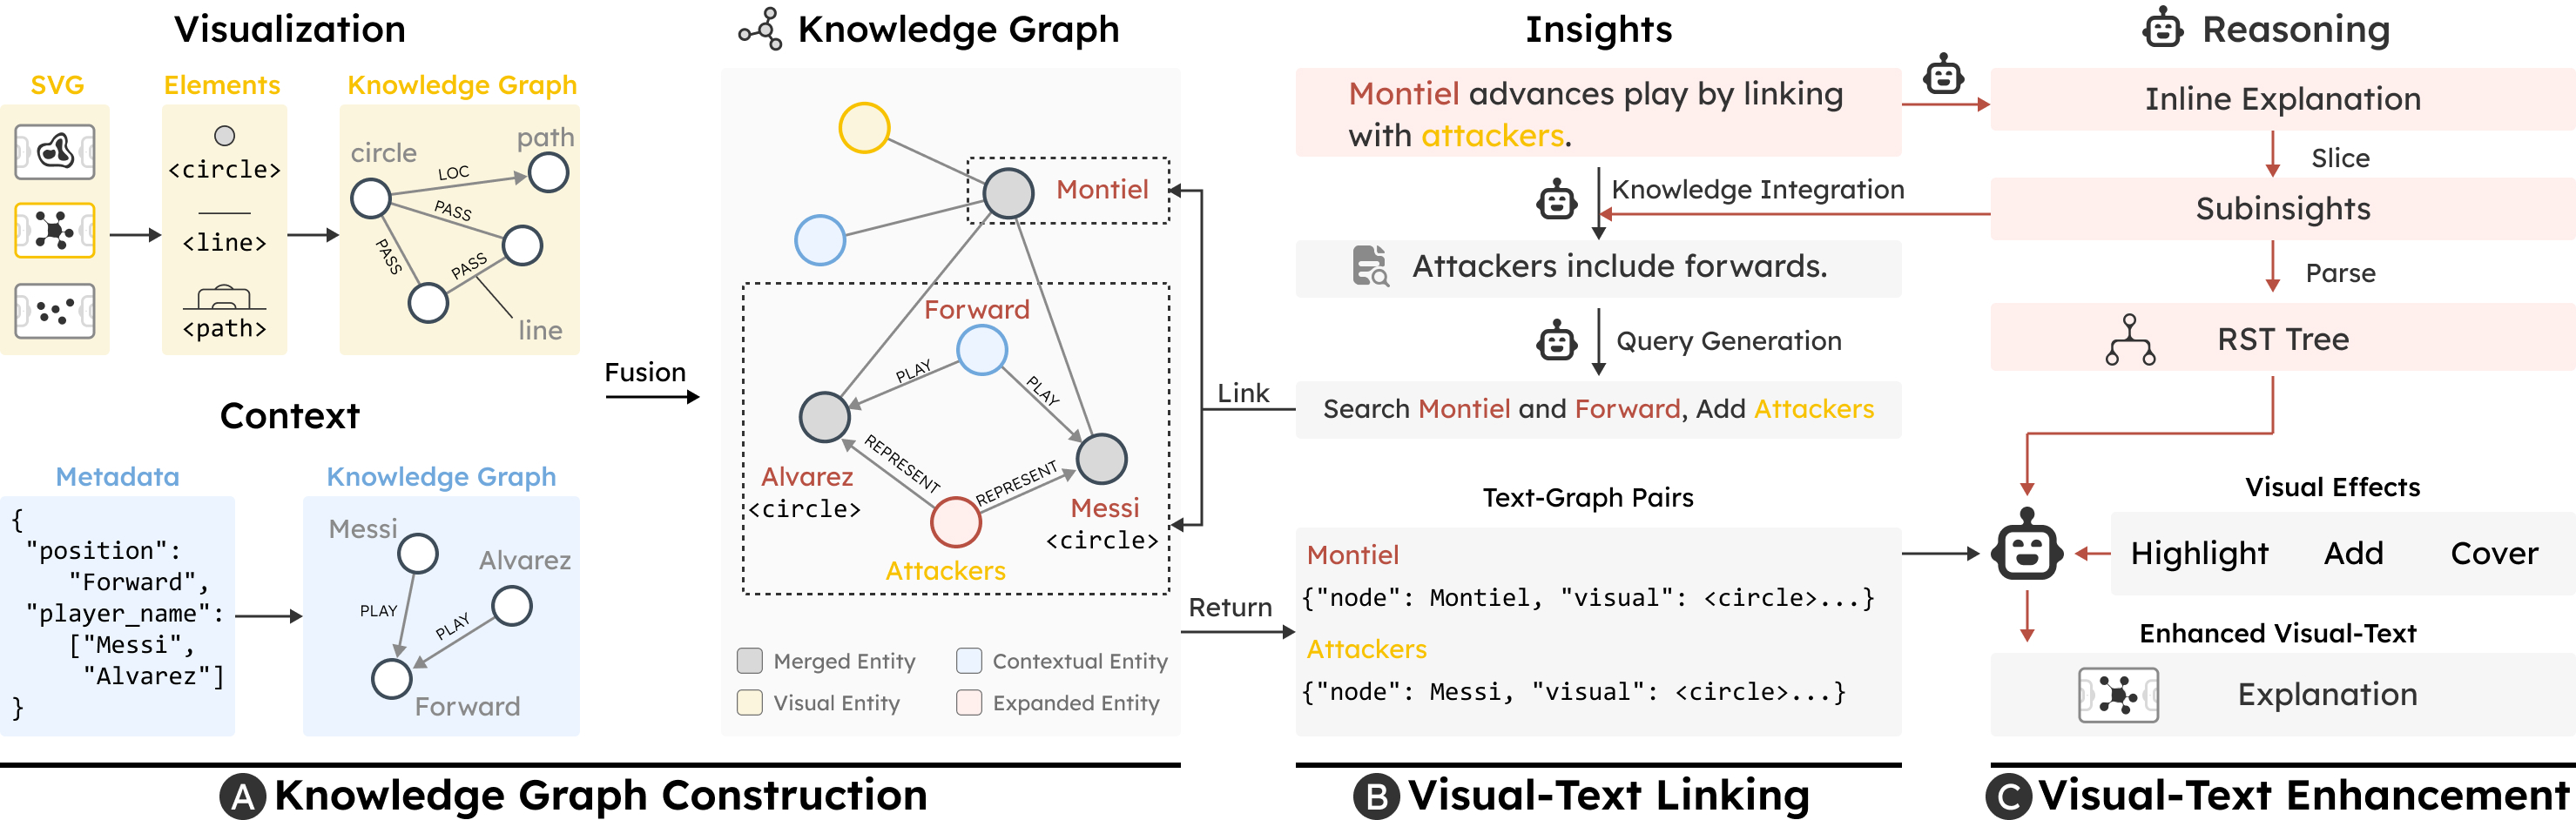 Visualization
SVG
Elements
Knowledge Graph
<circle>
<line>
<path>
circle
path
LOC
PASS
PASS
PASS
line
Context
Metadata
Knowledge Graph
{
"position":
"Forward",
"player_name":
["Messi",
"Alvarez"]
}
Messi
Alvarez
PLAY
PLAY
Forward
Fusion
Knowledge Graph
Montiel
Forward
PLAY
PLAY
REPRESENT
REPRESENT
Alvarez
<circle>
Messi
<circle>
Attackers
Merged Entity
Contextual Entity
Visual Entity
Expanded Entity
A Knowledge Graph Construction
Link
Return
Insights
Montiel advances play by linking
with attackers.
Knowledge Integration
Attackers include forwards.
Query Generation
Search Montiel and Forward, Add Attackers
Text-Graph Pairs
Montiel
{"node": Montiel, "visual": <circle>...}
Attackers
{"node": Messi, "visual": <circle>...}
B Visual-Text Linking
Reasoning
Inline Explanation
Slice
Subinsights
Parse
RST Tree
Visual Effects
Highlight Add Cover
Enhanced Visual-Text
Explanation
C Visual-Text Enhancement